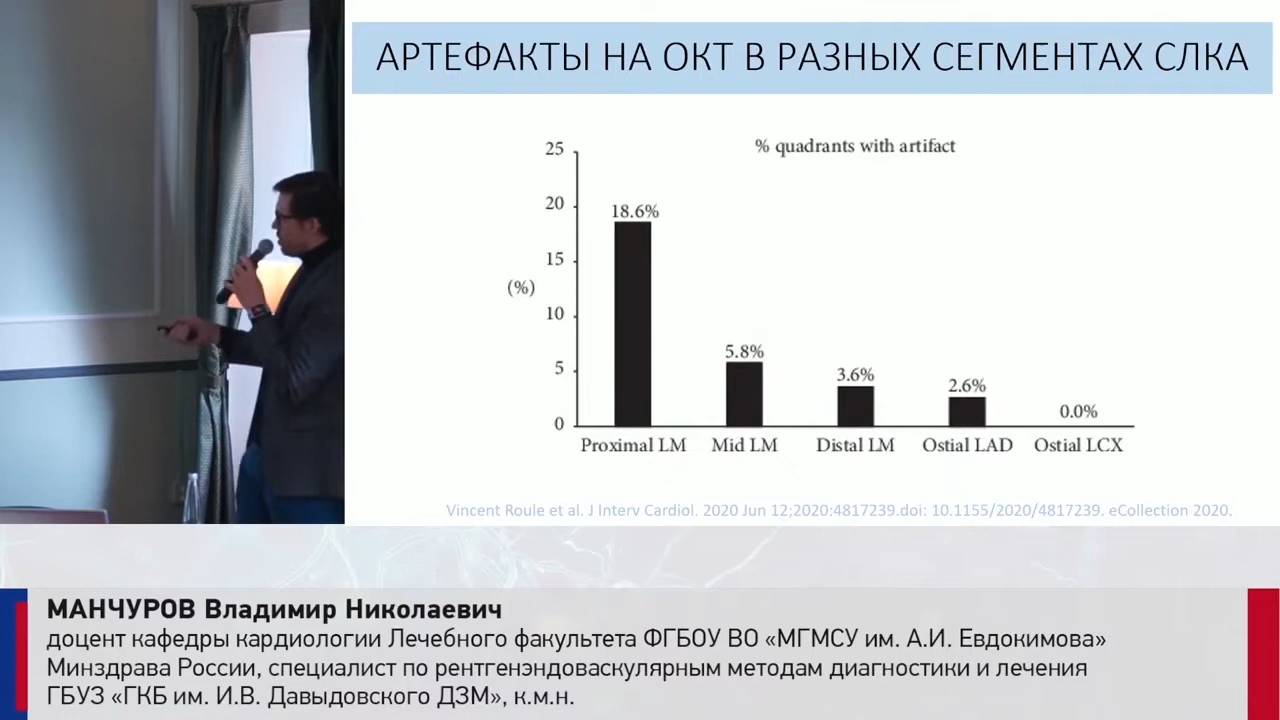 АРТЕФАКТЫ НА ОКТ В РАЗНЫХ СЕГМЕНТАХ СЛКА
% quadrants with artifact
25
20
15
10
5
0
(%)
18.6%
5.8%
3.6%
2.6%
0.0%
Proximal LM
Mid LM
Distal LM
Ostial LAD
Ostial LCX
Vincent Roule et al. J Interv Cardiol. 2020 Jun 12;2020:4817239.doi: 10.1155/2020/4817239. eCollection 2020.
МАНЧУРОВ Владимир Николаевич
доцент кафедры кардиологии Лечебного факультета ФГБОУ ВО «МГМСУ им. А.И. Евдокимова»
Минздрава России, специалист по рентгенэндоваскулярным методам диагностики и лечения
ГБУЗ «ГКБ им. И.В. Давыдовского ДЗМ», к.м.н.